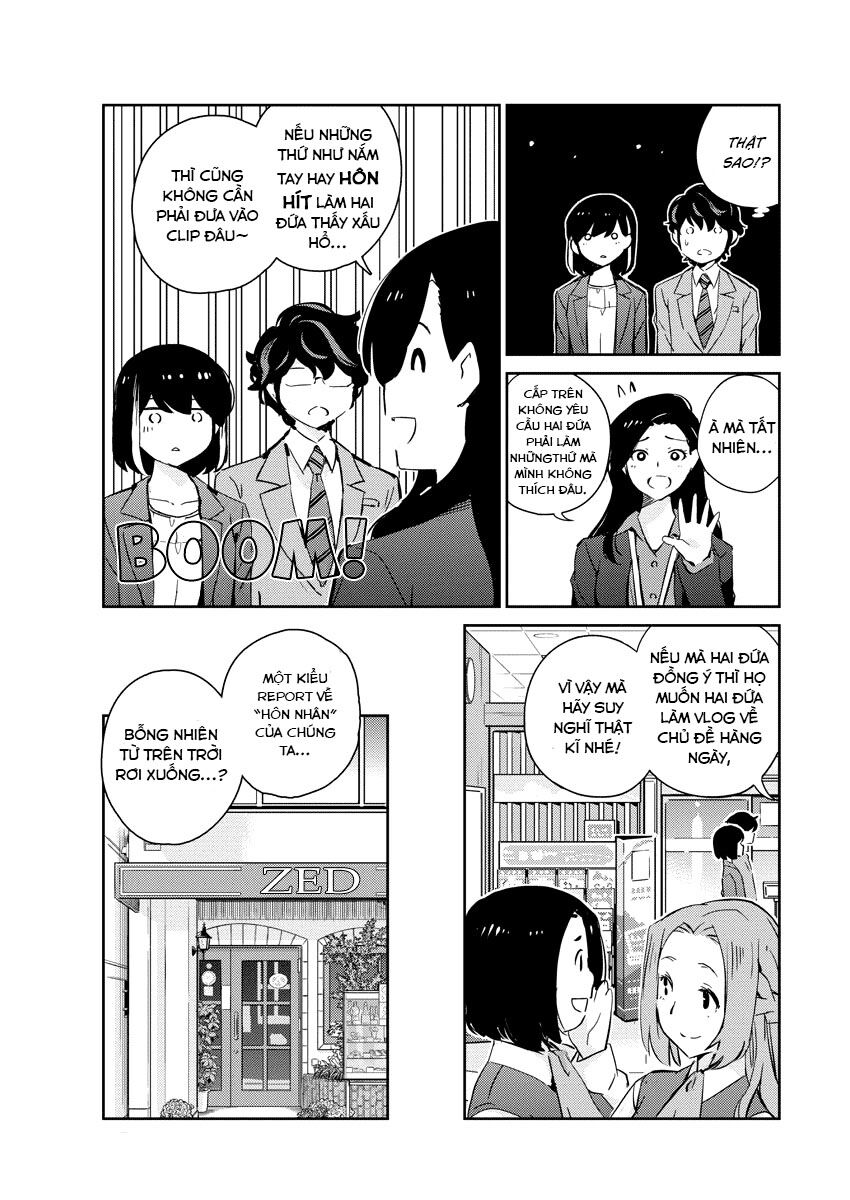 THẬT
SAO!?
À MÀ TẤT
NHIÊN...
CẤP TRÊN
KHÔNG YÊU
CẦU HAI ĐỨA
PHẢI LÀM
NHỮNGTHỨ MÀ
MÌNH KHÔNG
THÍCH ĐÂU.
NẾU NHỮNG
THỨ NHƯ NẮM
TAY HAY HÔN
HÍT LÀM HAI
ĐỨA THẤY XẤU
HỔ...
THÌ CŨNG
KHÔNG CẦN
PHẢI ĐƯA VÀO
CLIP ĐÂU~
BOOM!
NẾU MÀ HAI ĐỨA
ĐỒNG Ý THÌ HỌ
MUỐN HAI ĐỨA
LÀM VLOG VỀ
CHỦ ĐỀ HÀNG
NGÀY,
VÌ VẬY MÀ
HÃY SUY
NGHĨ THẬT
KĨ NHÉ!
MỘT KIỂU
REPORT VỀ
“HÔN NHÂN”
CỦA CHÚNG
TA...
BỖNG NHIÊN
TỪ TRÊN TRỜI
RƠI XUỐNG...?
ZED